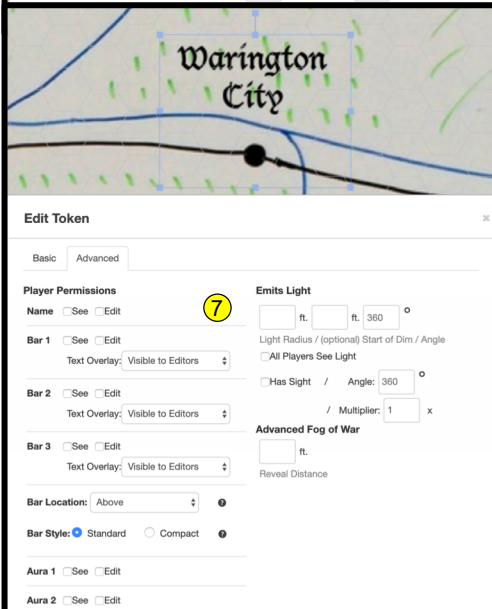 Warington
City
Edit Token
×
Basic Advanced
Player Permissions
Name See Edit
7
Bar 1 See Edit
Text Overlay: Visible to Editors
Bar 2 See Edit
Text Overlay: Visible to Editors
Bar 3 See Edit
Text Overlay: Visible to Editors
Bar Location: Above ?
Bar Style: Standard Compact ?
Aura 1 See Edit
Aura 2 See Edit
Emits Light
ft. ft. 360 °
Light Radius / (optional) Start of Dim / Angle
All Players See Light
Has Sight / Angle: 360 °
/ Multiplier: 1 x
Advanced Fog of War
ft.
Reveal Distance